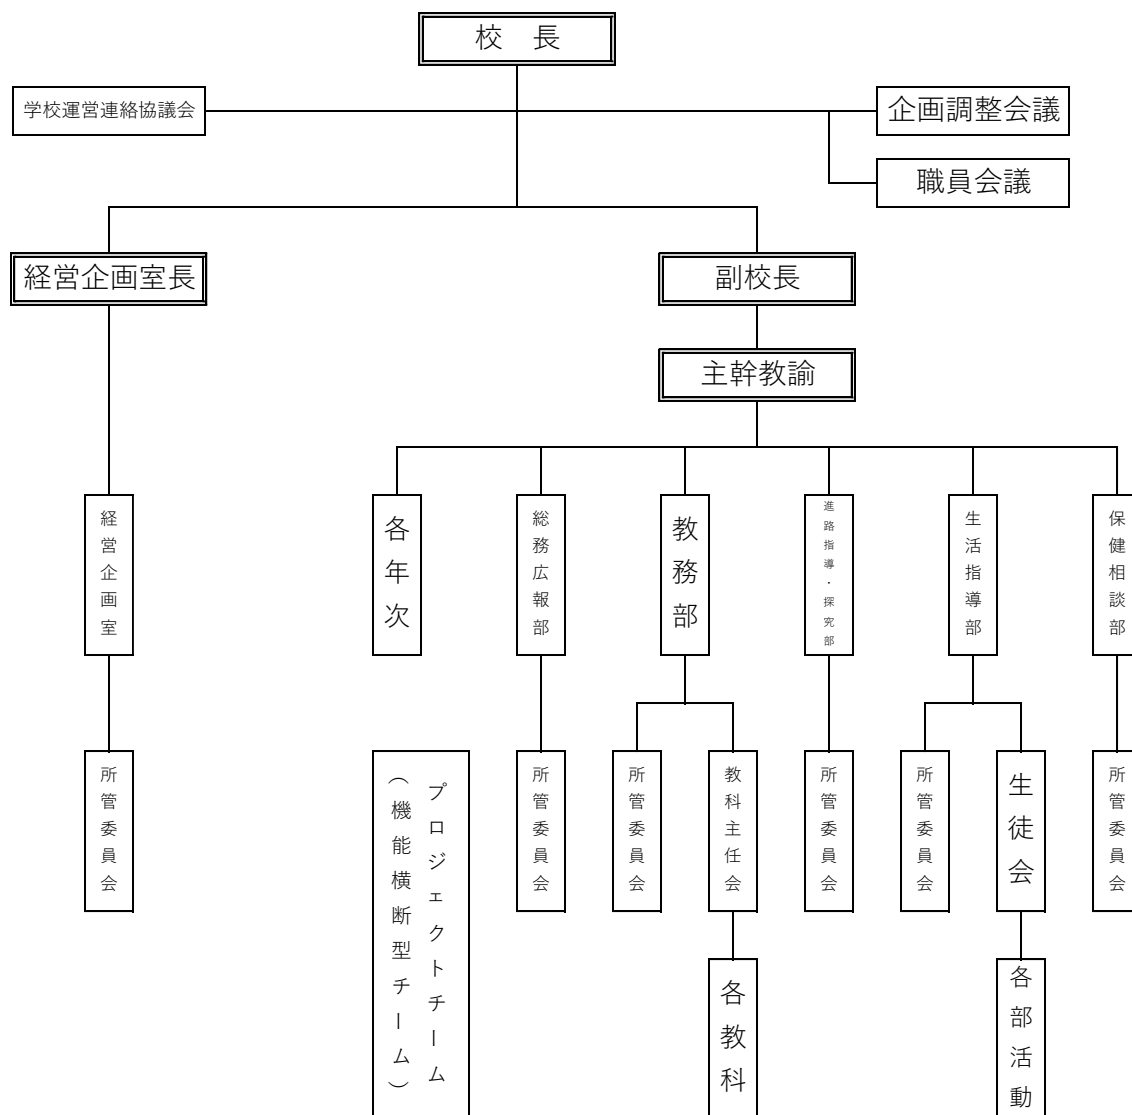 校　長
学校運営連絡協議会
企画調整会議
職員会議
経営企画室長
副校長
主幹教諭
経営企画室
各年次
総務広報部
教務部
進路指導・探究部
生活指導部
保健相談部
所管委員会
プロジェクトチーム
（機能横断型チーム）
所管委員会
所管委員会
教科主任会
所管委員会
所管委員会
生徒会
所管委員会
各教科
各部活動